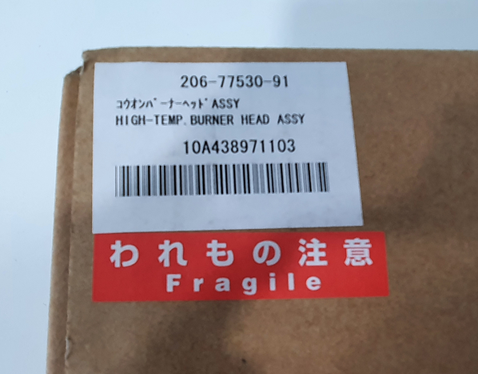 206-77530-91
コウオンバーナーヘッドASSY
HIGH-TEMP.BURNER HEAD ASSY
10A438971103
われもの注意
Fragile